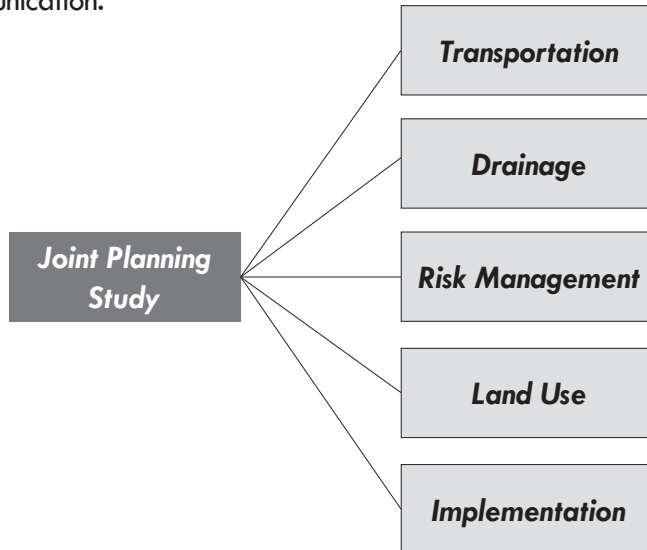 Transportation
Drainage
Joint Planning
Study
Risk Management
Land Use
Implementation